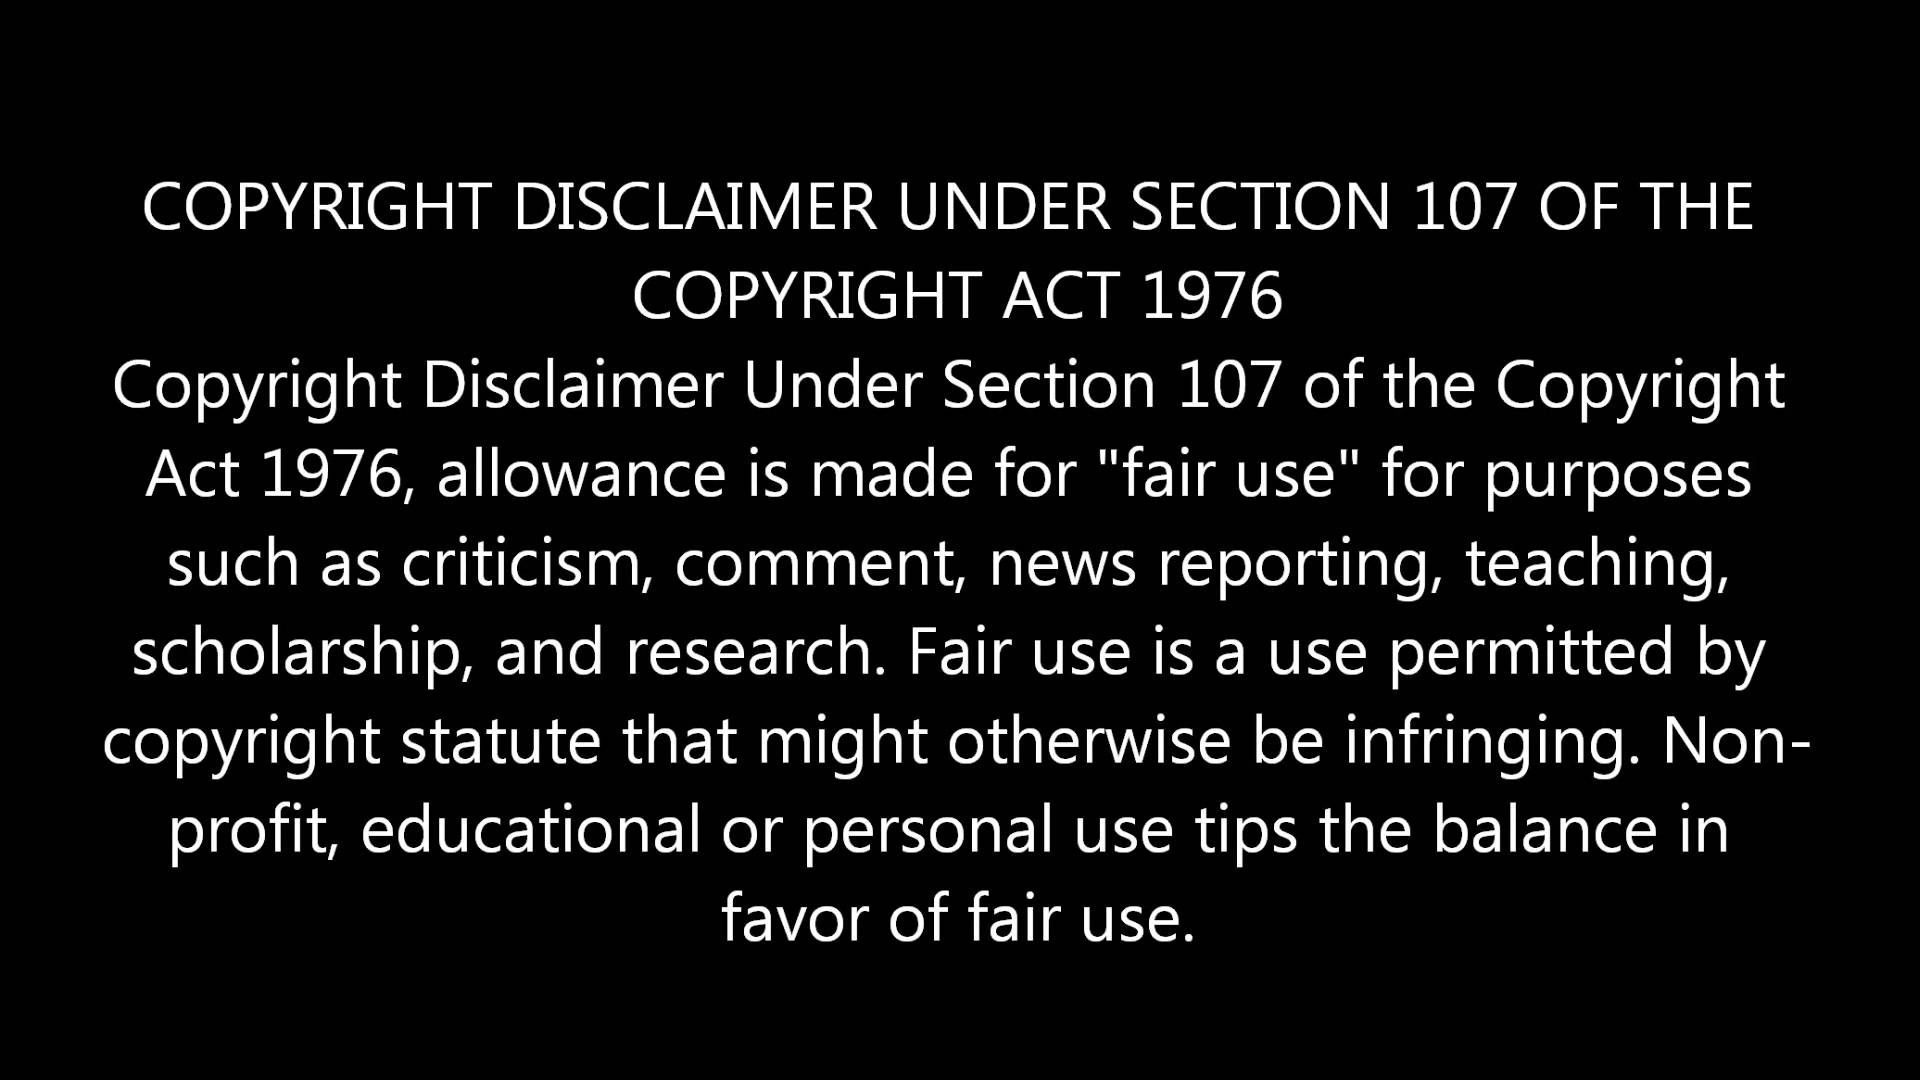 COPYRIGHT DISCLAIMER UNDER SECTION 107 OF THE
COPYRIGHT ACT 1976
Copyright Disclaimer Under Section 107 of the Copyright
Act 1976, allowance is made for "fair use" for purposes
such as criticism, comment, news reporting, teaching,
scholarship, and research. Fair use is a use permitted by
copyright statute that might otherwise be infringing. Non-
profit, educational or personal use tips the balance in
favor of fair use.